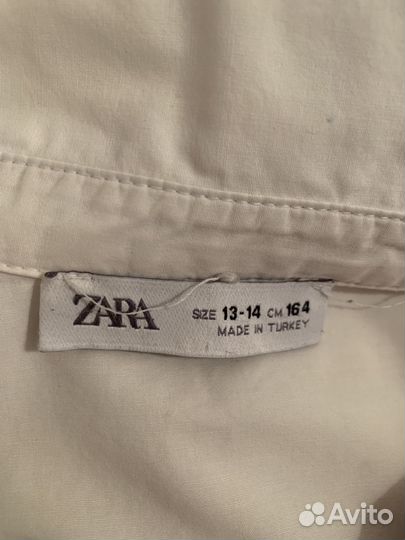 ZARA
SIZE 13-14 CM 164
MADE IN TURKEY
Avito